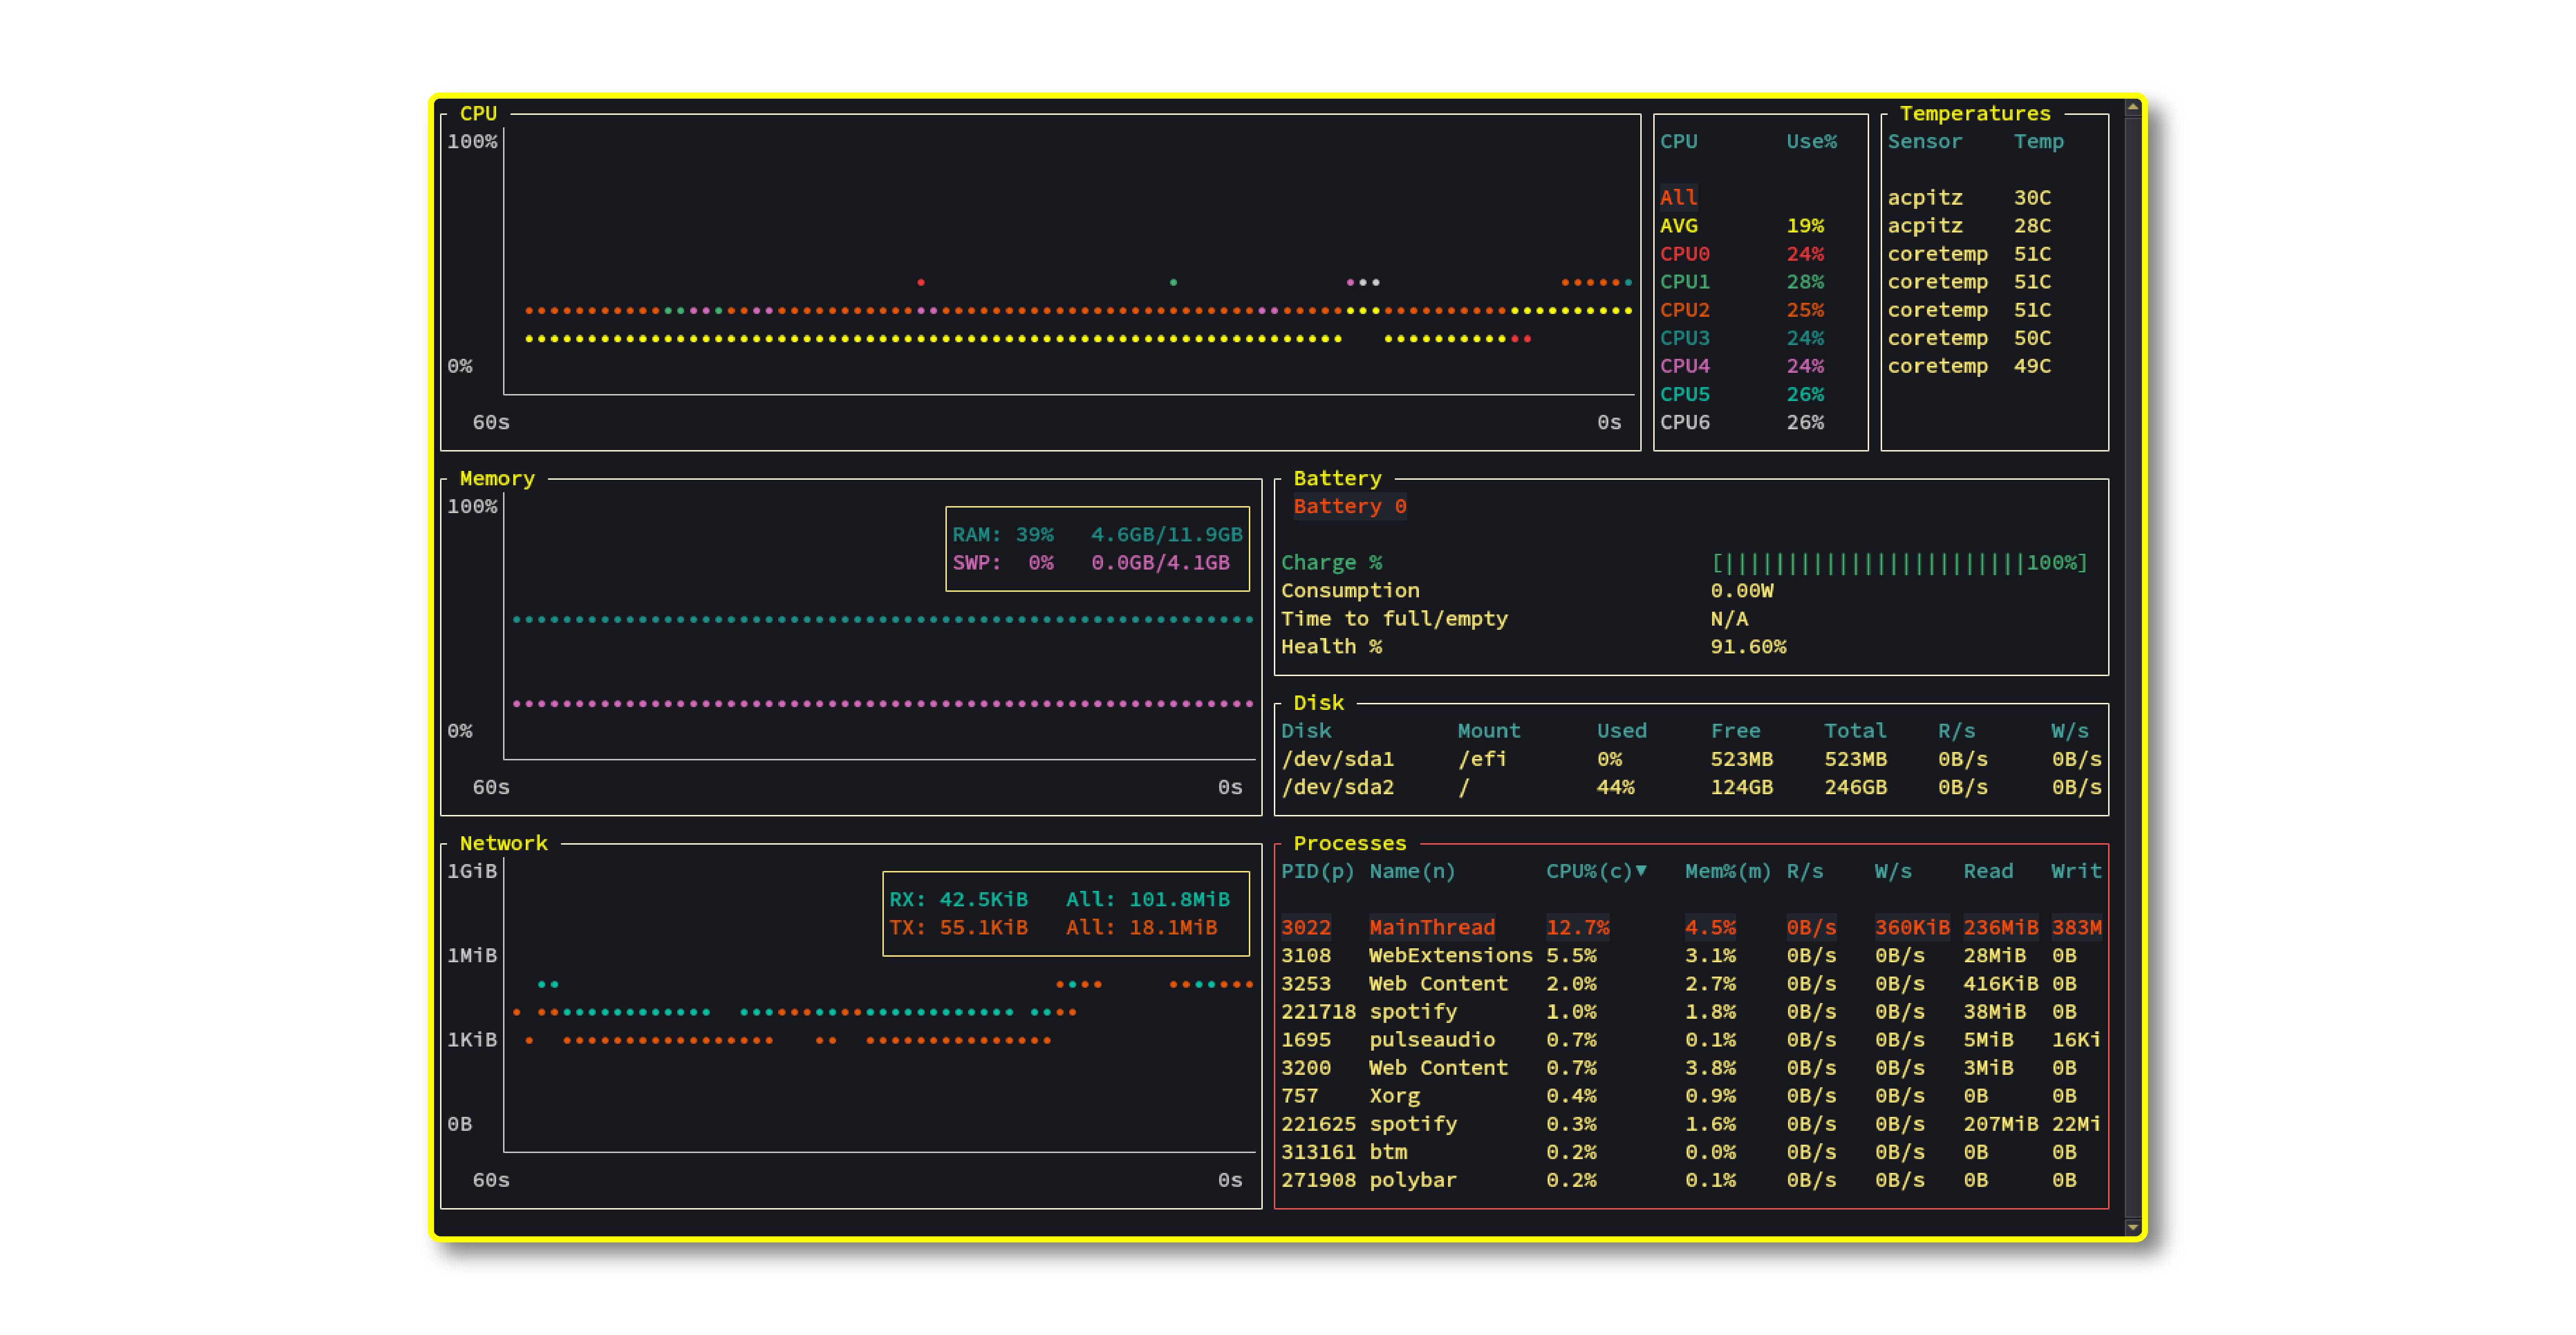 CPU
100%
0%
60s 0s
CPU Use%
All
AVG 19%
CPU0 24%
CPU1 28%
CPU2 25%
CPU3 24%
CPU4 24%
CPU5 26%
CPU6 26%
Temperatures
Sensor Temp
acpitz 30C
acpitz 28C
coretemp 51C
coretemp 51C
coretemp 51C
coretemp 50C
coretemp 49C
Memory
100%
RAM: 39% 4.6GB/11.9GB
SWP: 0% 0.0GB/4.1GB
0%
60s 0s
Battery
Battery 0
Charge % [||||||||||||||||||||||||100%]
Consumption 0.00W
Time to full/empty N/A
Health % 91.60%
Disk
Disk Mount Used Free Total R/s W/s
/dev/sda1 /efi 0% 523MB 523MB 0B/s 0B/s
/dev/sda2 / 44% 124GB 246GB 0B/s 0B/s
Network
1GiB
RX: 42.5KiB All: 101.8MiB
TX: 55.1KiB All: 18.1MiB
1MiB
1KiB
0B
60s 0s
Processes
PID(p) Name(n) CPU%(c)▼ Mem%(m) R/s W/s Read Writ
3022 MainThread 12.7% 4.5% 0B/s 360KiB 236MiB 383M
3108 WebExtensions 5.5% 3.1% 0B/s 0B/s 28MiB 0B
3253 Web Content 2.0% 2.7% 0B/s 0B/s 416KiB 0B
221718 spotify 1.0% 1.8% 0B/s 0B/s 38MiB 0B
1695 pulseaudio 0.7% 0.1% 0B/s 0B/s 5MiB 16Ki
3200 Web Content 0.7% 3.8% 0B/s 0B/s 3MiB 0B
757 Xorg 0.4% 0.9% 0B/s 0B/s 0B 0B
221625 spotify 0.3% 1.6% 0B/s 0B/s 207MiB 22Mi
313161 btm 0.2% 0.0% 0B/s 0B/s 0B 0B
271908 polybar 0.2% 0.1% 0B/s 0B/s 0B 0B